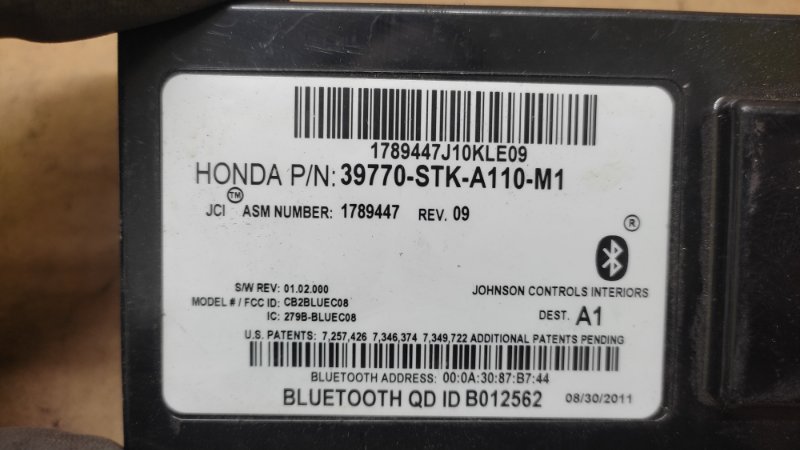 1789447J10KLE09
HONDA P/N: 39770-STK-A110-M1
JCI™ ASM NUMBER: 1789447 REV. 09
®
S/W REV: 01.02.000
JOHNSON CONTROLS INTERIORS
MODEL # / FCC ID: CB2BLUEC08
IC: 279B-BLUEC08
DEST. A1
U.S. PATENTS: 7,257,426 7,346,374 7,349,722 ADDITIONAL PATENTS PENDING
BLUETOOTH ADDRESS: 00:0A:30:87:B7:44
BLUETOOTH QD ID B012562 08/30/2011